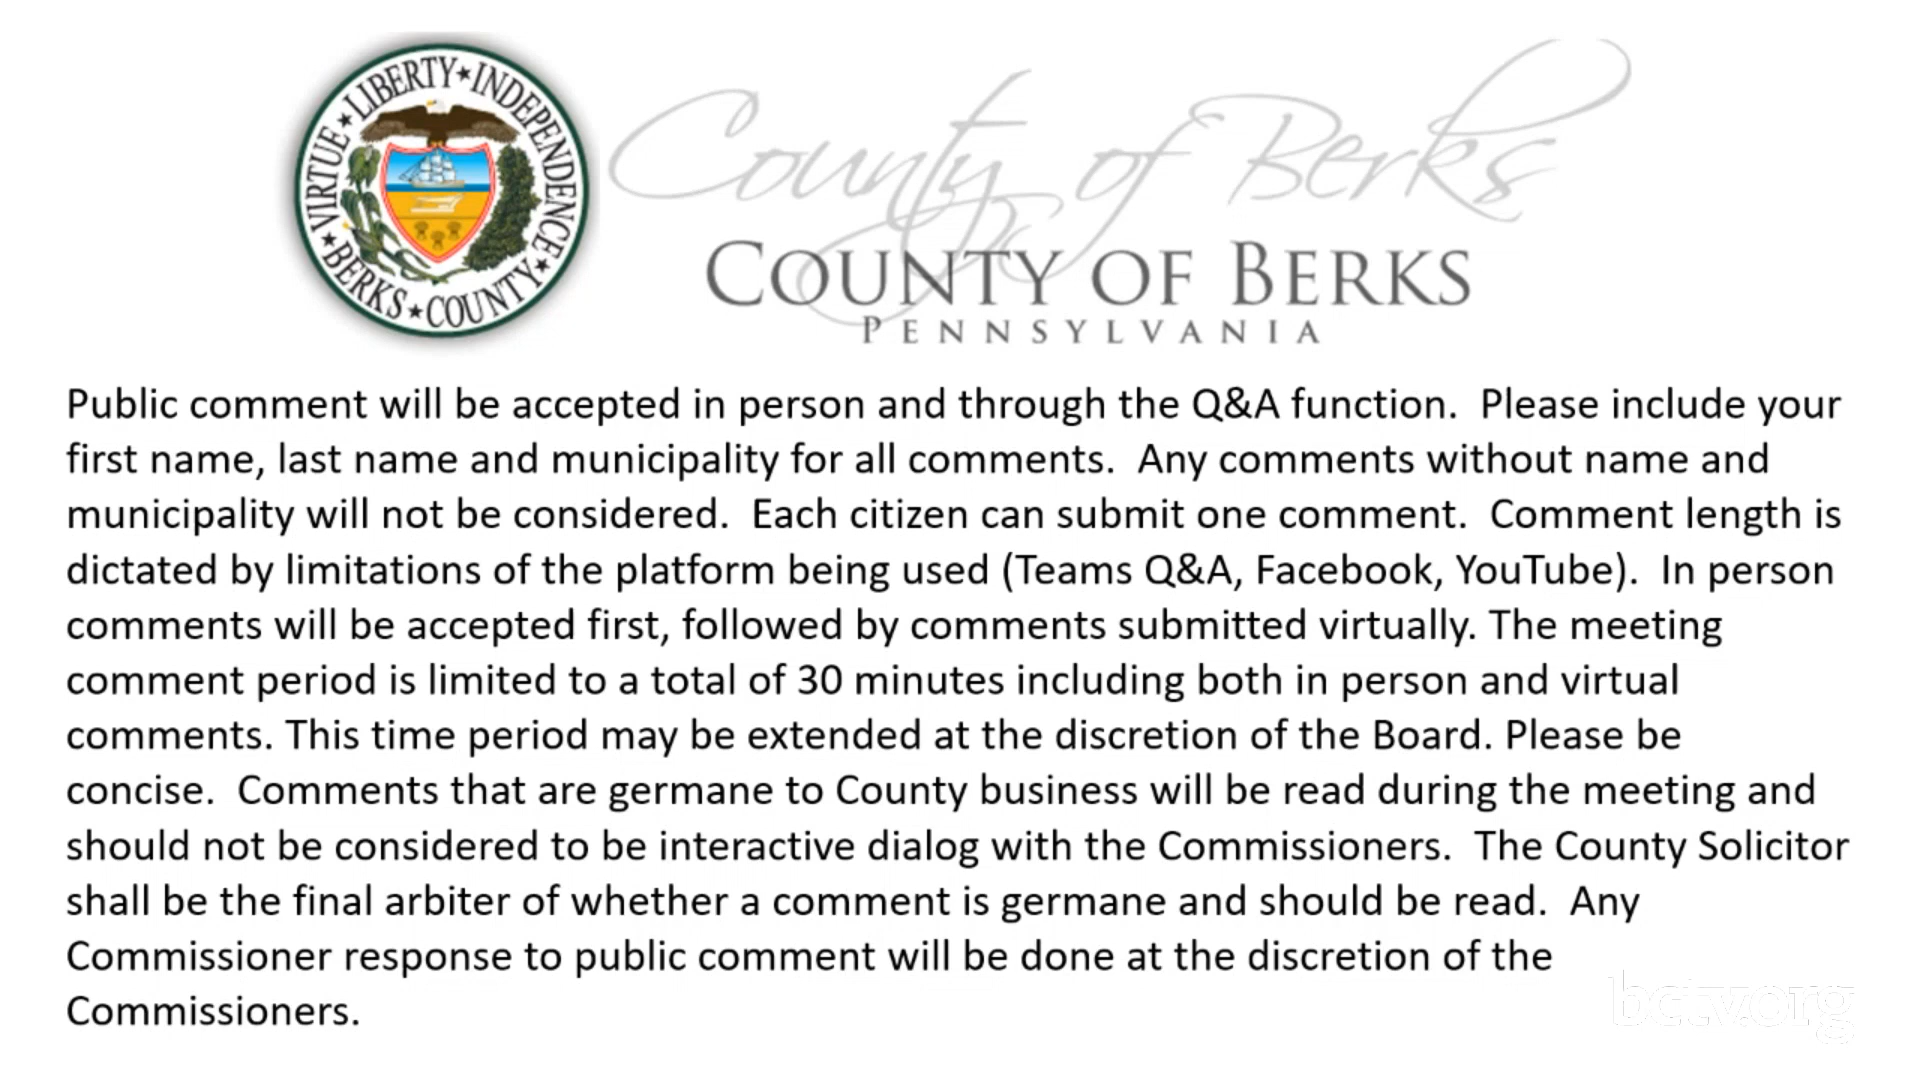 VIRTUE ★ LIBERTY ★ INDEPENDENCE ★
BERKS ★ COUNTY
County of Berks
COUNTY OF BERKS
PENNSYLVANIA
Public comment will be accepted in person and through the Q&A function.  Please include your
first name, last name and municipality for all comments.  Any comments without name and
municipality will not be considered.  Each citizen can submit one comment.  Comment length is
dictated by limitations of the platform being used (Teams Q&A, Facebook, YouTube).  In person
comments will be accepted first, followed by comments submitted virtually. The meeting
comment period is limited to a total of 30 minutes including both in person and virtual
comments. This time period may be extended at the discretion of the Board. Please be
concise.  Comments that are germane to County business will be read during the meeting and
should not be considered to be interactive dialog with the Commissioners.  The County Solicitor
shall be the final arbiter of whether a comment is germane and should be read.  Any
Commissioner response to public comment will be done at the discretion of the
Commissioners.
bctv.org